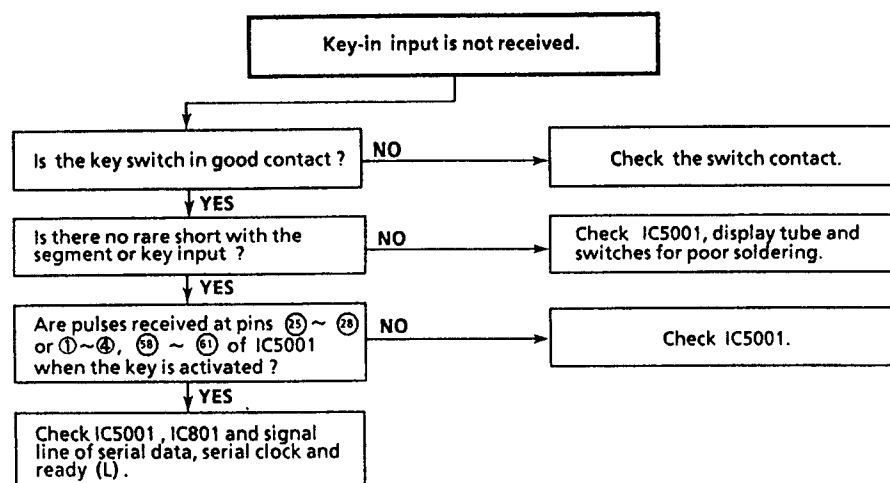 Key-in input is not received.
Is the key switch in good contact ?
NO
Check the switch contact.
YES
Is there no rare short with the
segment or key input ?
NO
Check IC5001, display tube and
switches for poor soldering.
YES
Are pulses received at pins ㉕ ~ ㉘
or ① ~ ④, 58 ~ 61 of IC5001
when the key is activated ?
NO
Check IC5001.
YES
Check IC5001, IC801 and signal
line of serial data, serial clock and
ready (L).